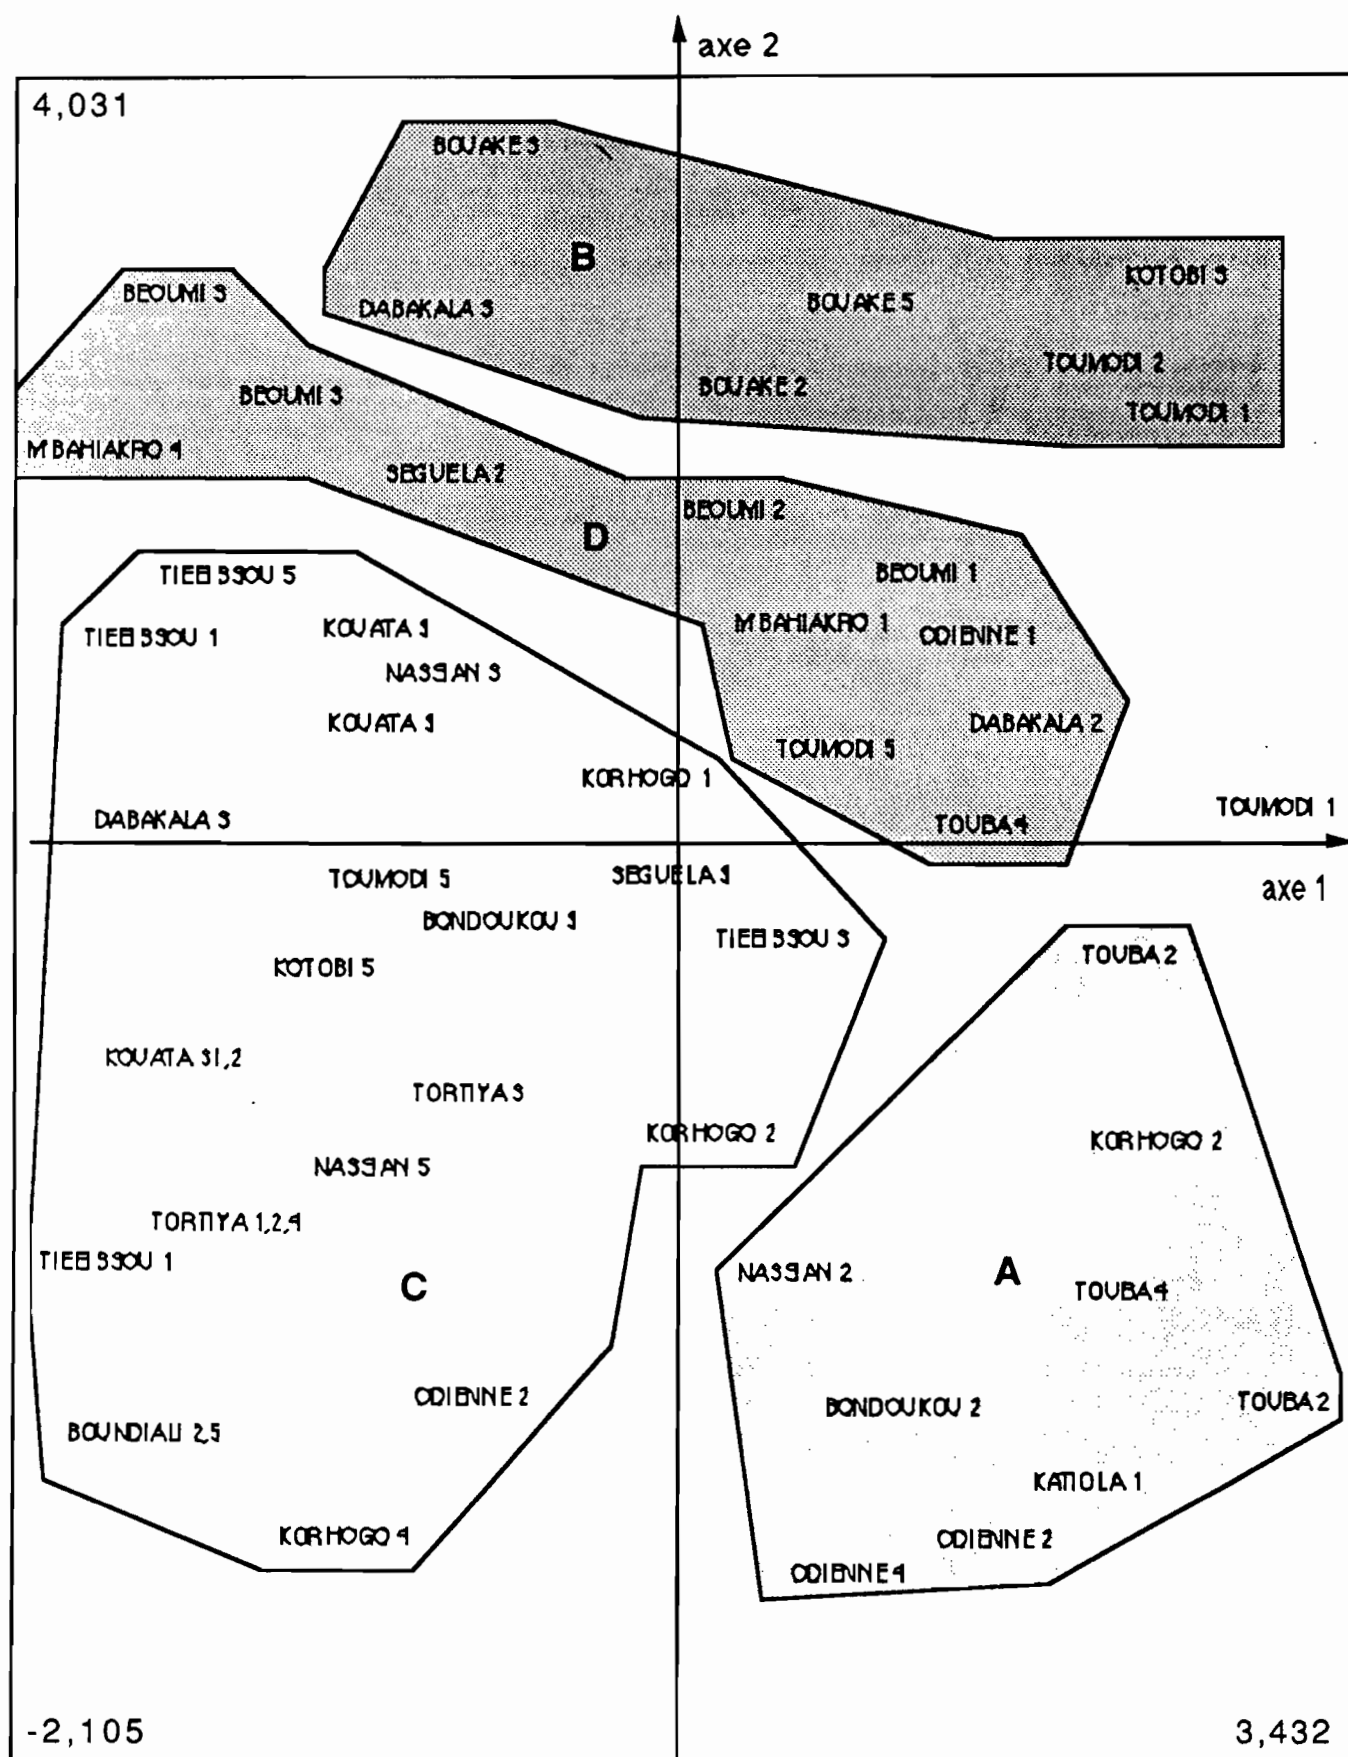 axe 2
4,031
BOUAKE 3
B
KOTOBI 3
BEOUMI 3
DABAKALA 3
BOUAKE 5
TOUMODI 2
BEOUMI 3
BOUAKE 2
TOUMODI 1
M'BAHIAKRO 4
SEGUELA 2
BEOUMI 2
D
TIEBISSOU 5
BEOUMI 1
TIEBISSOU 1
KOUATA 3
M'BAHIAKRO 1
ODIENNE 1
NASSIAN 3
KOUATA 3
DABAKALA 2
TOUMODI 5
KORHOGO 1
DABAKALA 3
TOUBA 4
TOUMODI 1
TOUMODI 5
SEGUELA 3
axe 1
BONDOUKOU 3
TIEBISSOU 3
KOTOBI 5
TOUBA 2
KOUATA 31,2
TORTIYA 3
KORHOGO 2
KORHOGO 2
NASSIAN 5
TORTIYA 1,2,4
TIEBISSOU 1
C
NASSIAN 2
A
TOUBA 4
ODIENNE 2
BONDOUKOU 2
TOUBA 2
BOUNDIALI 2,5
KATIOLA 1
KORHOGO 4
ODIENNE 2
ODIENNE 4
-2,105
3,432